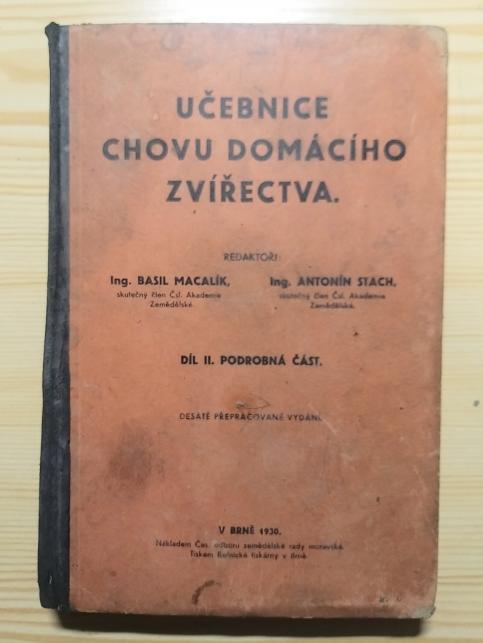 UČEBNICE
CHOVU DOMÁCÍHO
ZVÍŘECTVA.
REDAKTOŘI:
Ing. BASIL MACALÍK,
skutečný člen Čsl. Akademie
Zemědělské.
Ing. ANTONÍN STACH,
skutečný člen Čsl. Akademie
Zemědělské.
DÍL II. PODROBNÁ ČÁST.
DESÁTÉ PŘEPRACOVANÉ VYDÁNÍ.
V BRNĚ 1930.
Nákladem Čes. odboru zemědělské rady moravské.
Tiskem Rolnické tiskárny v Brně.